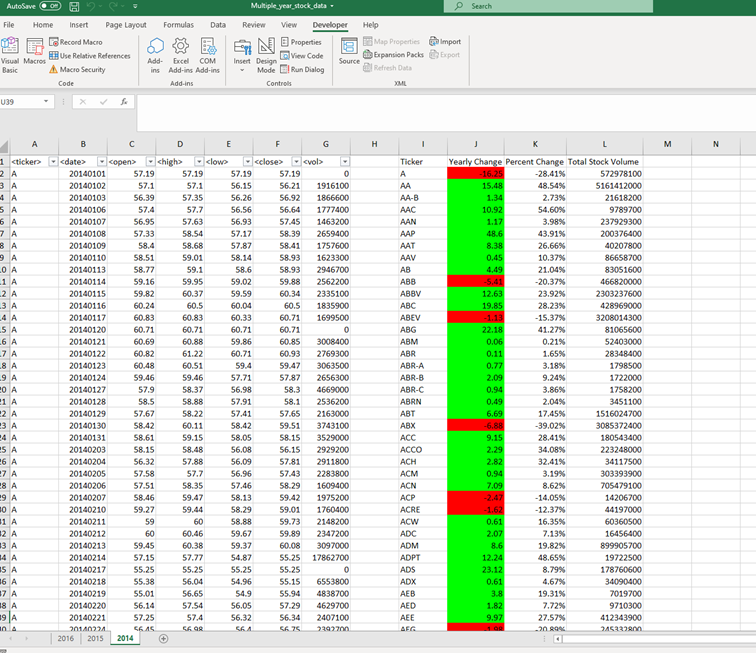 AutoSave Off Multiple_year_stock_data Search
File Home Insert Page Layout Formulas Data Review View Developer Help
Visual Basic Macros Record Macro Use Relative References Macro Security
Add-ins Excel Add-ins COM Add-ins Insert Design Mode Properties View Code Run Dialog
Source Map Properties Expansion Packs Refresh Data Import Export
Code Add-ins Controls XML
U39 fx
A B C D E F G H I J K L M N
1 <ticker> <date> <open> <high> <low> <close> <vol> Ticker Yearly Change Percent Change Total Stock Volume
2 A 20140101 57.19 57.19 57.19 57.19 0 A -16.25 -28.41% 572978100
3 A 20140102 57.1 57.1 56.15 56.21 1916100 AA 15.48 48.54% 5161412000
4 A 20140103 56.39 57.35 56.26 56.92 1866600 AA-B 1.34 2.73% 21618200
5 A 20140106 57.4 57.7 56.56 56.64 1777400 AAC 10.92 54.60% 9789700
6 A 20140107 56.95 57.63 56.93 57.45 1463200 AAN 1.17 3.98% 237929300
7 A 20140108 57.33 58.54 57.17 58.39 2659400 AAP 48.6 43.91% 200376400
8 A 20140109 58.4 58.68 57.87 58.41 1757600 AAT 8.38 26.66% 40207800
9 A 20140110 58.51 59.01 58.14 58.93 1623300 AAV 0.45 10.37% 86658700
10 A 20140113 58.77 59.1 58.6 58.93 2946700 AB 4.49 21.04% 83051600
11 A 20140114 59.16 59.95 59.02 59.88 2562200 ABB -5.41 -20.37% 466820000
12 A 20140115 59.82 60.37 59.59 60.34 2335100 ABBV 12.63 23.92% 2303237600
13 A 20140116 60.24 60.5 60.04 60.5 1835900 ABC 19.85 28.23% 428969000
14 A 20140117 60.83 60.83 60.33 60.71 1699500 ABEV -1.13 -15.37% 3208014300
15 A 20140120 60.71 60.71 60.71 60.71 0 ABG 22.18 41.27% 81065600
16 A 20140121 60.69 60.88 59.86 60.85 3008400 ABM 0.06 0.21% 52403000
17 A 20140122 60.82 61.22 60.71 60.93 2769300 ABR 0.11 1.65% 28348400
18 A 20140123 60.48 60.51 59.4 59.47 3063500 ABR-A 0.77 3.18% 1798500
19 A 20140124 59.46 59.46 57.71 57.87 2656300 ABR-B 2.09 9.24% 1722000
20 A 20140127 57.9 58.37 56.98 58.3 4669000 ABR-C 0.94 3.86% 1758200
21 A 20140128 58.5 58.88 57.91 58.1 2536200 ABRN 0.49 2.04% 3451100
22 A 20140129 57.67 58.22 57.41 57.65 2163000 ABT 6.69 17.45% 1516024700
23 A 20140130 58.42 60.11 58.42 59.51 3743100 ABX -6.88 -39.02% 3085372400
24 A 20140131 58.61 59.15 58.05 58.15 3529000 ACC 9.15 28.41% 180543400
25 A 20140203 58.15 58.48 56.08 56.15 2929200 ACCO 2.29 34.08% 223248000
26 A 20140204 56.32 57.88 56.09 57.81 2911800 ACH 2.82 32.41% 34117500
27 A 20140205 57.58 57.7 56.96 57.43 2283800 ACM 0.94 3.19% 303393900
28 A 20140206 57.51 58.35 57.46 58.29 1609400 ACN 7.09 8.62% 705479100
29 A 20140207 58.46 59.47 58.13 59.42 1975200 ACP -2.47 -14.05% 14206700
30 A 20140210 59.27 59.44 58.29 59.01 1760400 ACRE -1.62 -12.37% 44197000
31 A 20140211 59 60 58.88 59.73 2148200 ACW 0.61 16.35% 60360500
32 A 20140212 60 60.46 59.67 59.89 2347200 ADC 2.07 7.13% 16456400
33 A 20140213 59.45 60.38 59.37 60.08 3097000 ADM 8.6 19.82% 899905700
34 A 20140214 57.15 57.77 54.87 55.25 17862700 ADPT 12.24 48.65% 19722500
35 A 20140217 55.25 55.25 55.25 55.25 0 ADS 23.12 8.79% 178760600
36 A 20140218 55.38 56.04 54.96 55.15 6553800 ADX 0.61 4.67% 34090400
37 A 20140219 55.01 56.65 54.9 55.94 4838700 AEB 3.8 19.31% 7019700
38 A 20140220 56.14 57.54 56.05 57.29 4629700 AED 1.82 7.72% 9710300
39 A 20140221 57.25 57.4 56.32 56.34 2407100 AEE 9.97 27.57% 412343900
40 A 20140224 56.45 56.98 56.4 56.75 2392700 AEG -1.98 -20.89% 245332800
2016 2015 2014